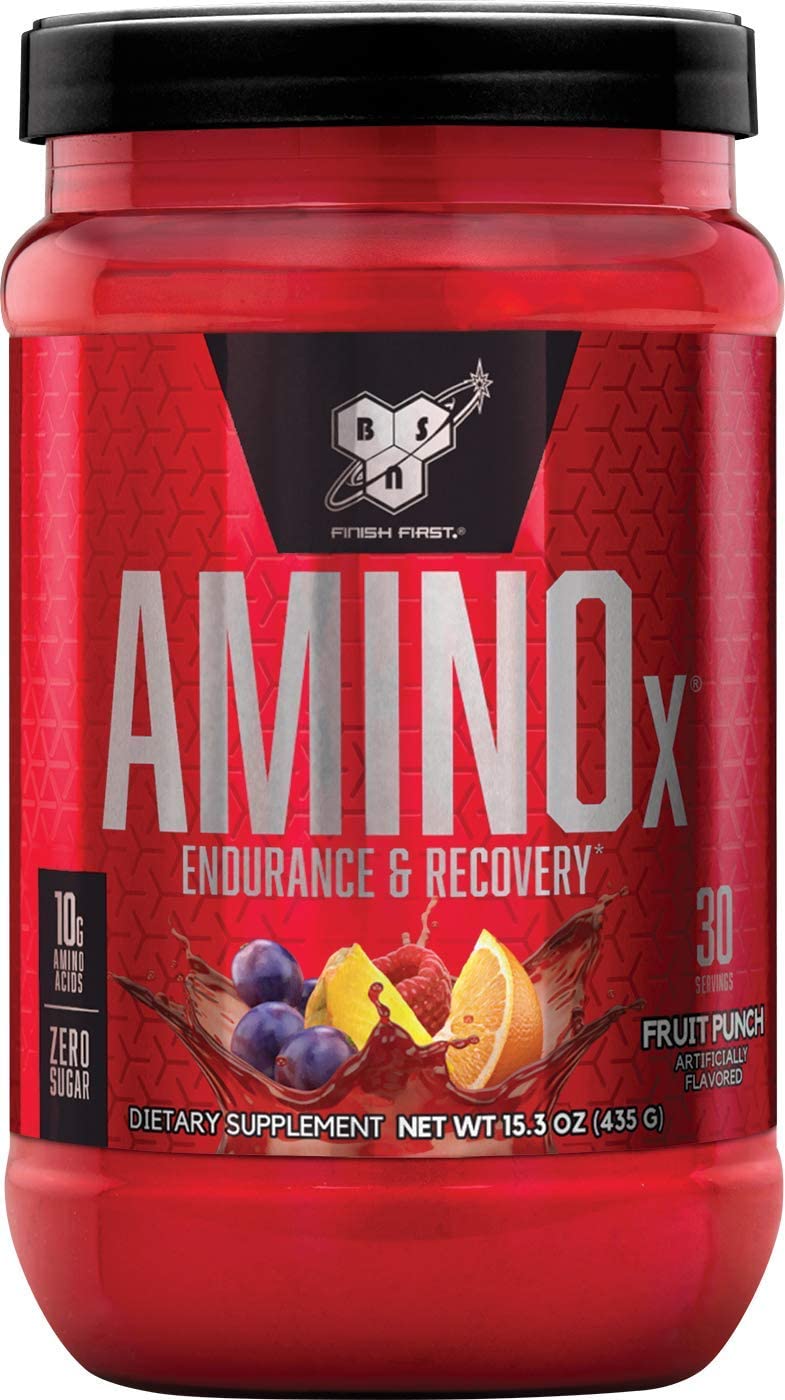 B S
n
FINISH FIRST.®
AMINOx®
ENDURANCE & RECOVERY*
10G
AMINO
ACIDS
ZERO
SUGAR
30
SERVINGS
FRUIT PUNCH
ARTIFICIALLY
FLAVORED
DIETARY SUPPLEMENT NET WT 15.3 OZ (435 G)